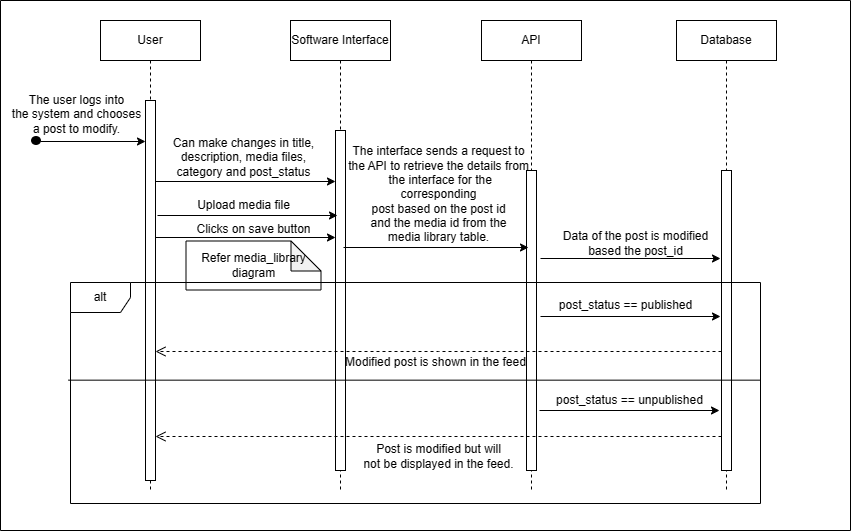 User
Software Interface
API
Database
The user logs into
the system and chooses
a post to modify.
Can make changes in title,
description, media files,
category and post_status
The interface sends a request to
the API to retrieve the details from
the interface for the
corresponding
post based on the post id
and the media id from the
media library table.
Upload media file
Clicks on save button
Data of the post is modified
based the post_id
Refer media_library
diagram
alt
post_status == published
Modified post is shown in the feed
post_status == unpublished
Post is modified but will
not be displayed in the feed.